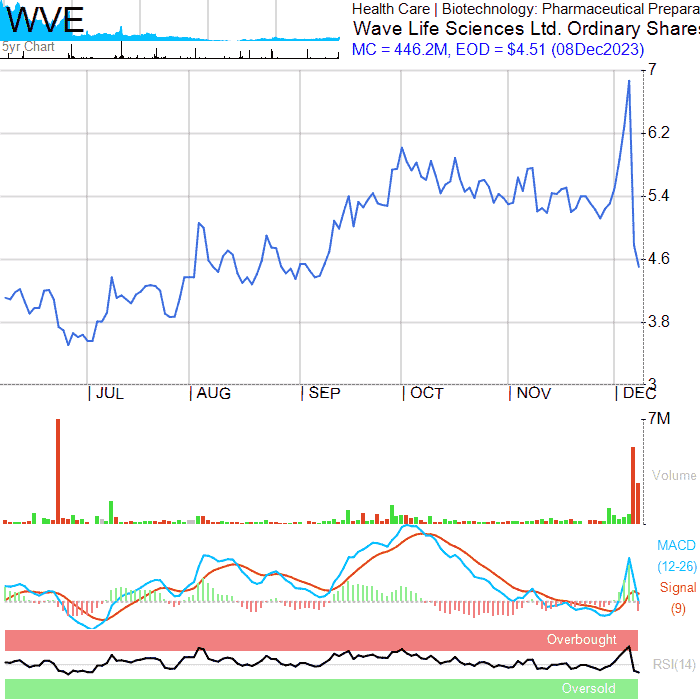 WVE
5yr Chart
Health Care | Biotechnology: Pharmaceutical Prepara
Wave Life Sciences Ltd. Ordinary Shares
MC = 446.2M, EOD = $4.51 (08Dec2023)
7
6.2
5.4
4.6
3.8
3
JUL AUG SEP OCT NOV DEC
7M
Volume
MACD
(12-26)
Signal
(9)
Overbought
RSI(14)
Oversold